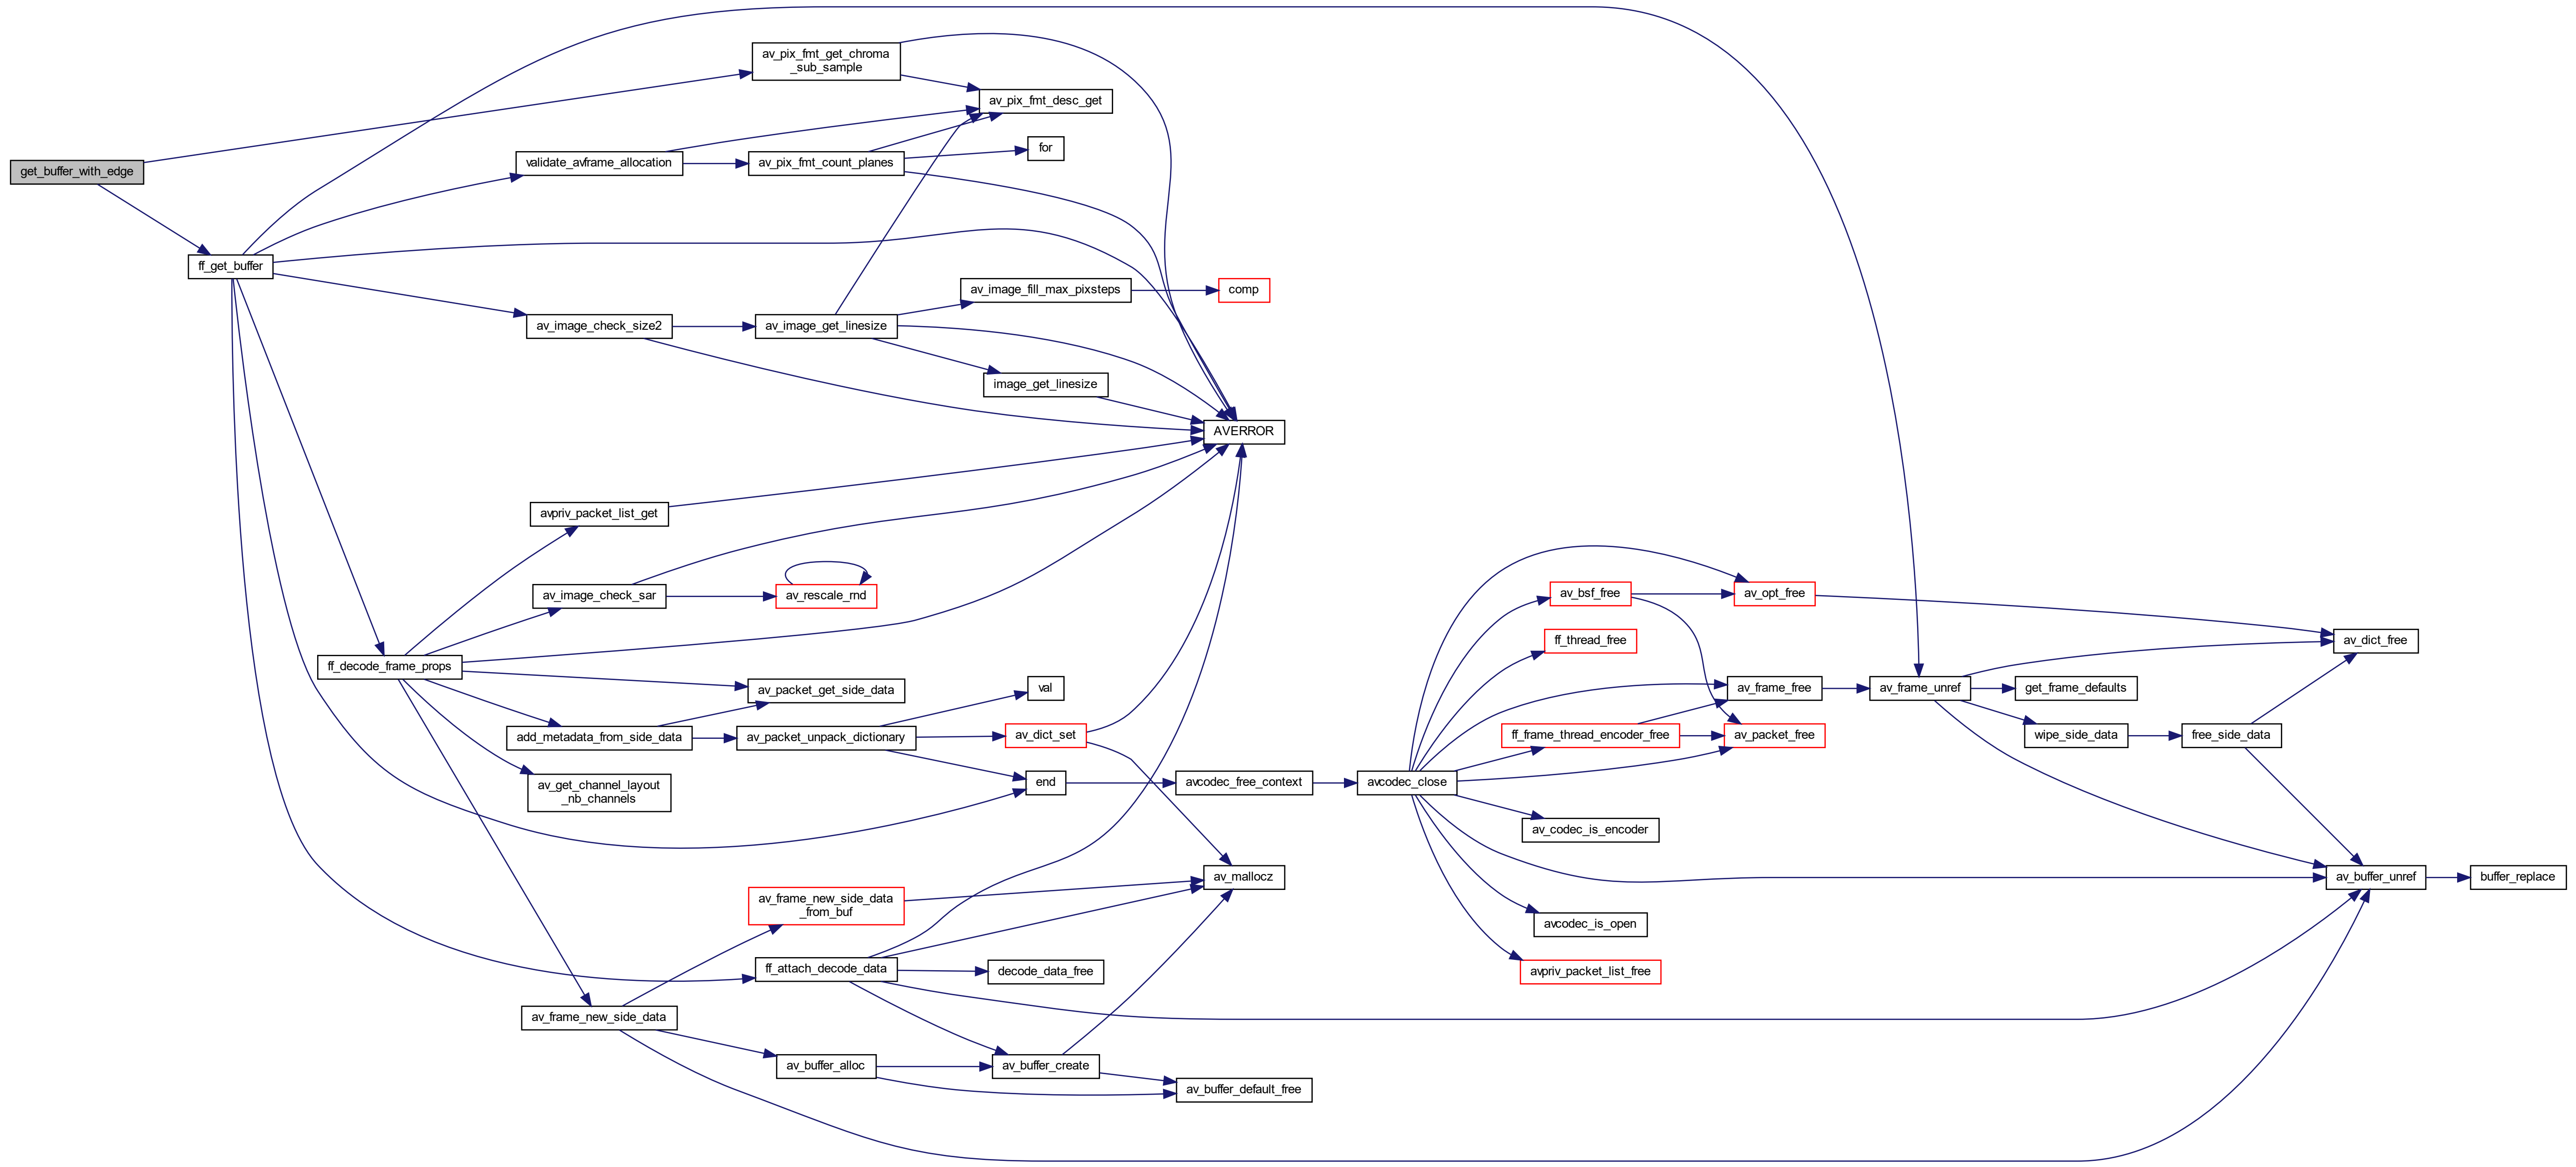 av_pix_fmt_get_chroma
_sub_sample
av_pix_fmt_desc_get
for
get_buffer_with_edge
validate_avframe_allocation
av_pix_fmt_count_planes
ff_get_buffer
av_image_fill_max_pixsteps
comp
av_image_check_size2
av_image_get_linesize
image_get_linesize
AVERROR
avpriv_packet_list_get
av_image_check_sar
av_rescale_rnd
av_bsf_free
av_opt_free
ff_thread_free
av_dict_free
ff_decode_frame_props
av_packet_get_side_data
val
av_frame_free
av_frame_unref
get_frame_defaults
add_metadata_from_side_data
av_packet_unpack_dictionary
av_dict_set
ff_frame_thread_encoder_free
av_packet_free
wipe_side_data
free_side_data
av_get_channel_layout
_nb_channels
end
avcodec_free_context
avcodec_close
av_codec_is_encoder
av_mallocz
av_buffer_unref
buffer_replace
av_frame_new_side_data
_from_buf
avcodec_is_open
ff_attach_decode_data
decode_data_free
avpriv_packet_list_free
av_frame_new_side_data
av_buffer_alloc
av_buffer_create
av_buffer_default_free